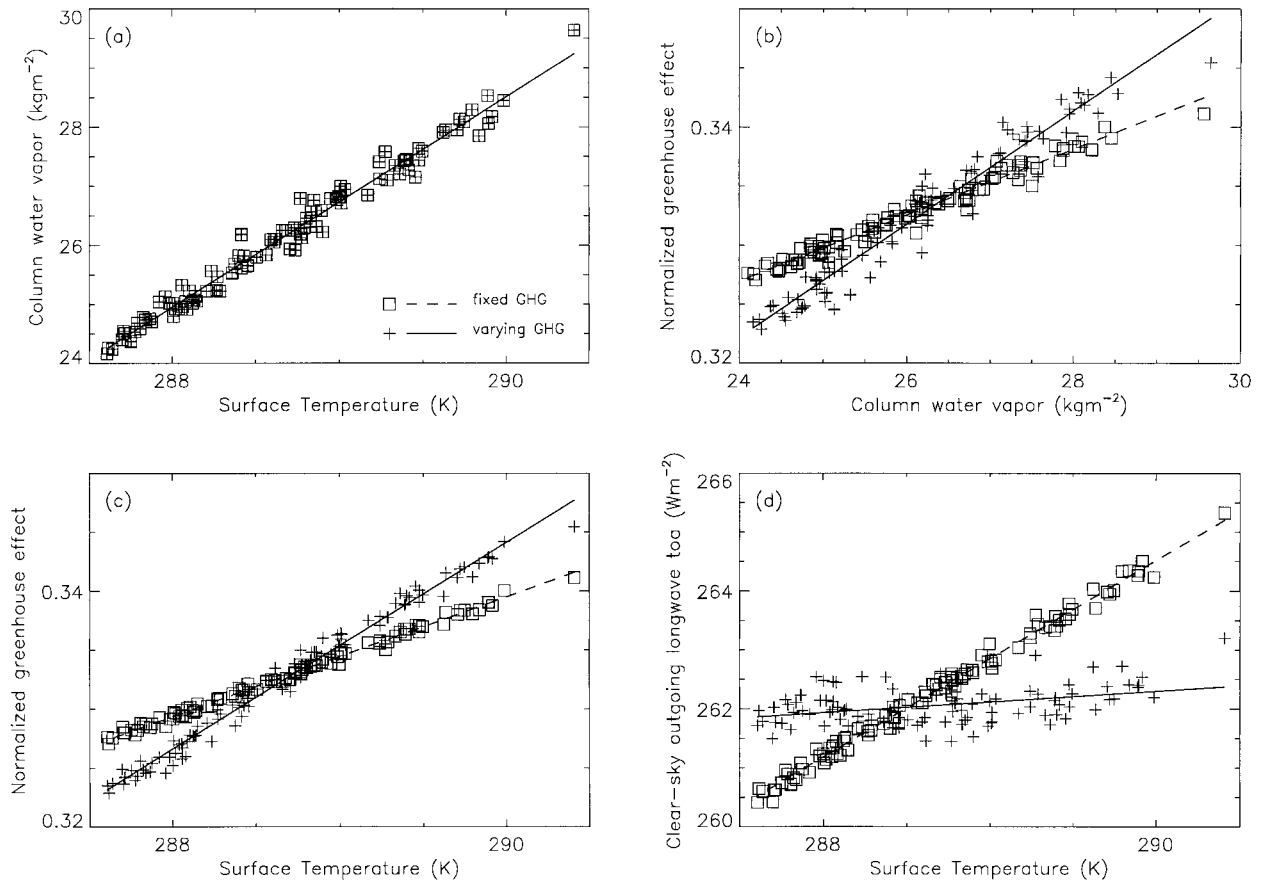 (a)
Column water vapor (kgm⁻²)
30
28
26
24
288
290
Surface Temperature (K)
fixed GHG
varying GHG
(b)
Normalized greenhouse effect
0.34
0.32
24
26
28
30
Column water vapor (kgm⁻²)
(c)
Normalized greenhouse effect
0.34
0.32
288
290
Surface Temperature (K)
(d)
Clear-sky outgoing longwave toa (Wm⁻²)
266
264
262
260
288
290
Surface Temperature (K)